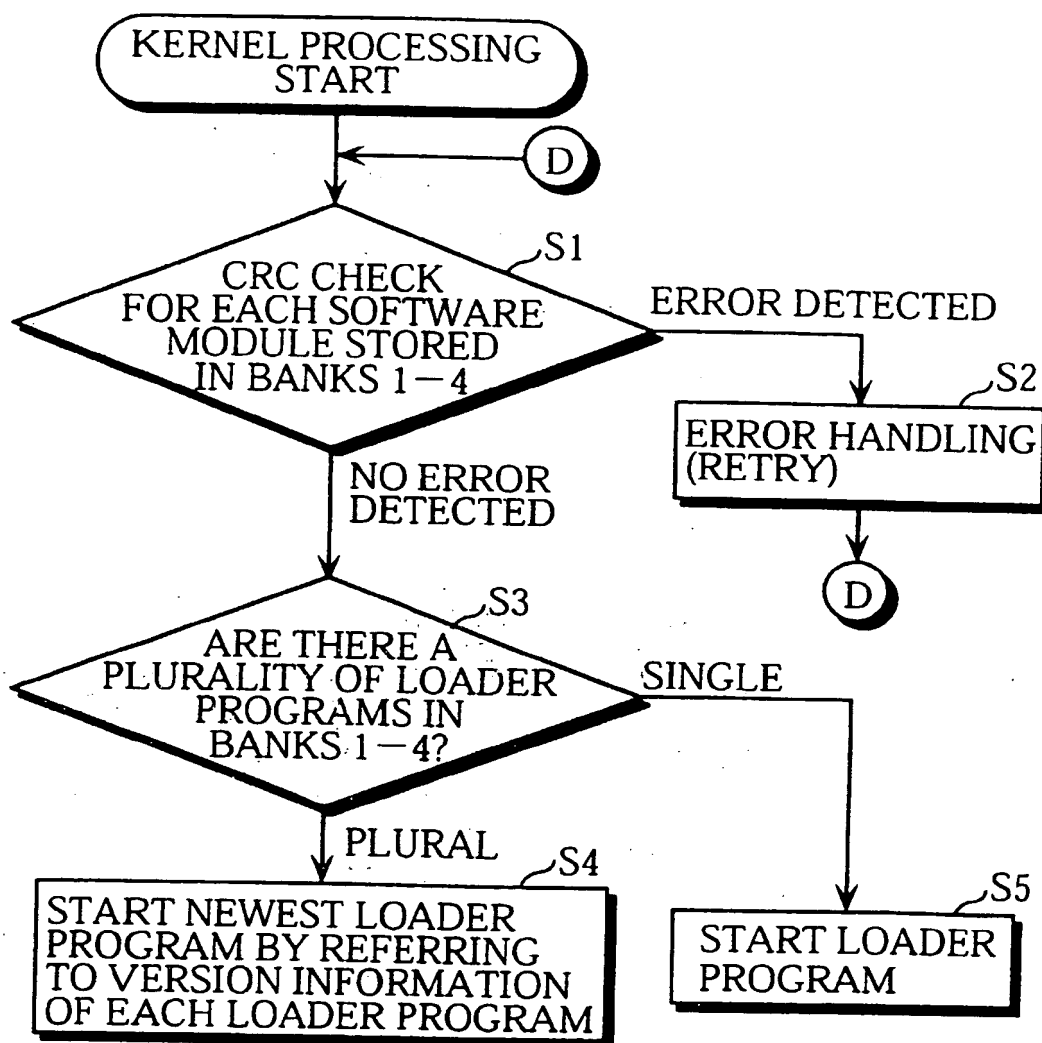 KERNEL PROCESSING
START
D
S1
CRC CHECK
FOR EACH SOFTWARE
MODULE STORED
IN BANKS 1－4
ERROR DETECTED
S2
ERROR HANDLING
(RETRY)
D
NO ERROR
DETECTED
S3
ARE THERE A
PLURALITY OF LOADER
PROGRAMS IN
BANKS 1－4?
SINGLE
PLURAL
S4
START NEWEST LOADER
PROGRAM BY REFERRING
TO VERSION INFORMATION
OF EACH LOADER PROGRAM
S5
START LOADER
PROGRAM